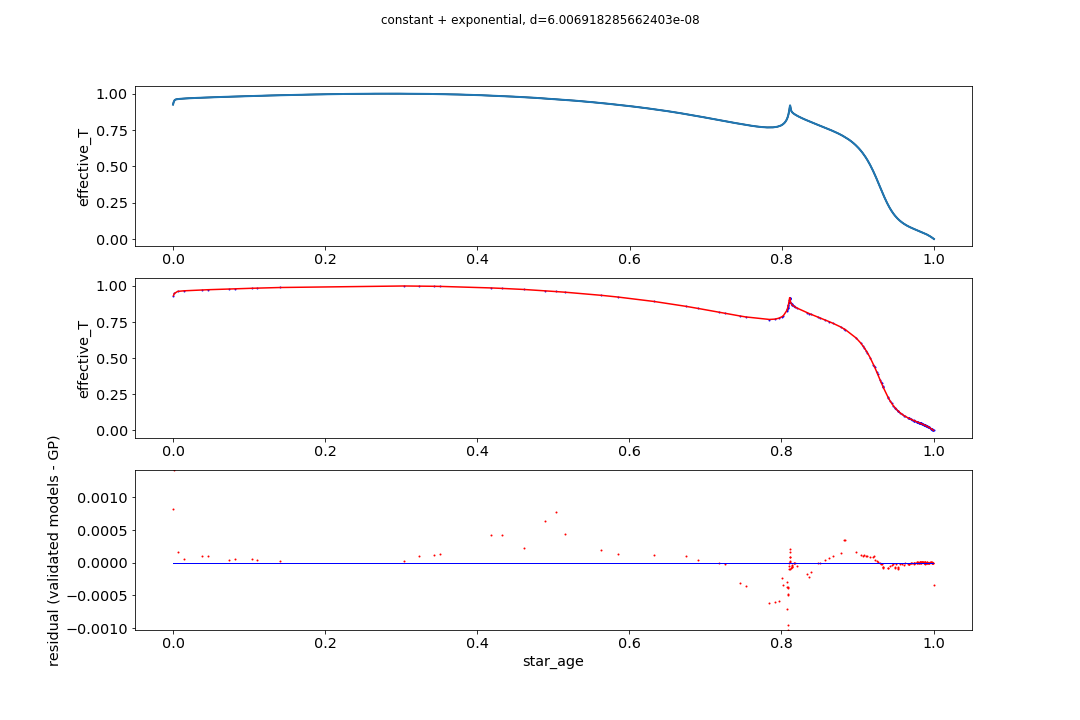 constant + exponential, d=6.006918285662403e-08
1.00
0.75
0.50
0.25
0.00
effective_T
0.0 0.2 0.4 0.6 0.8 1.0
1.00
0.75
0.50
0.25
0.00
effective_T
0.0 0.2 0.4 0.6 0.8 1.0
0.0010
0.0005
0.0000
−0.0005
−0.0010
residual (validated models - GP)
0.0 0.2 0.4 0.6 0.8 1.0
star_age